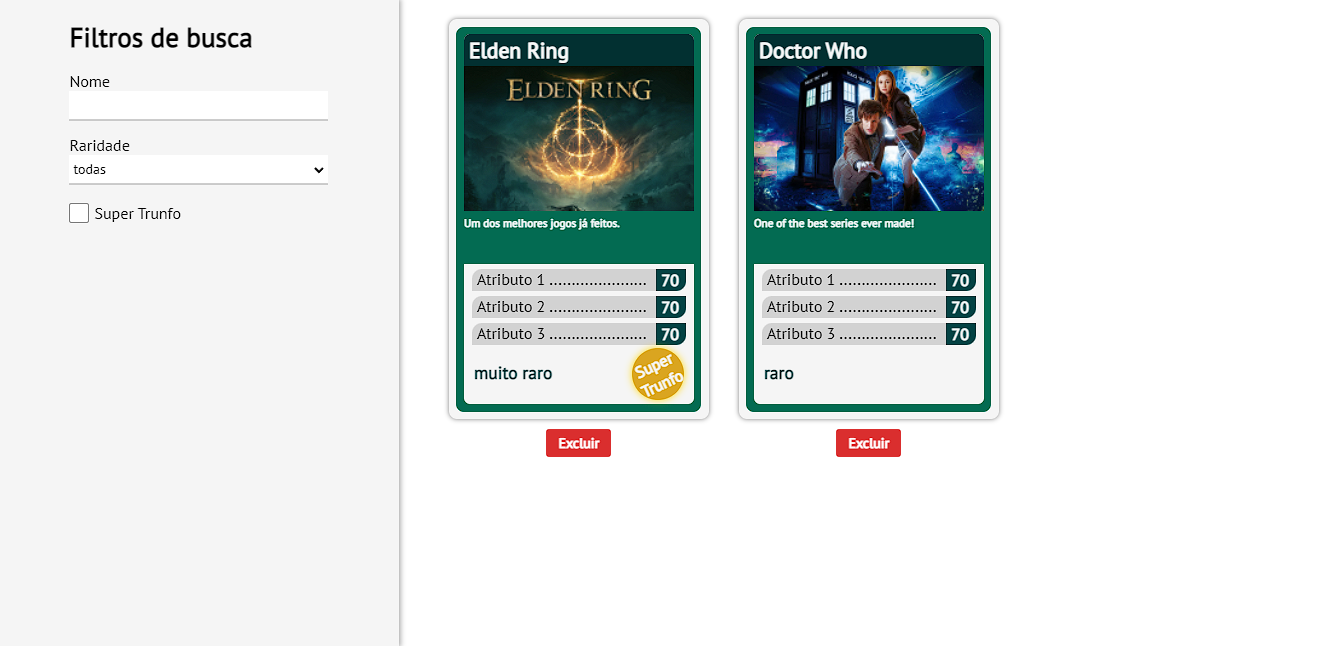 Filtros de busca
Nome
Raridade
todas
Super Trunfo
Elden Ring
ELDEN RING
Um dos melhores jogos já feitos.
Atributo 1 ...................... 70
Atributo 2 ...................... 70
Atributo 3 ...................... 70
muito raro
Super
Trunfo
Excluir
Doctor Who
One of the best series ever made!
Atributo 1 ...................... 70
Atributo 2 ...................... 70
Atributo 3 ...................... 70
raro
Excluir